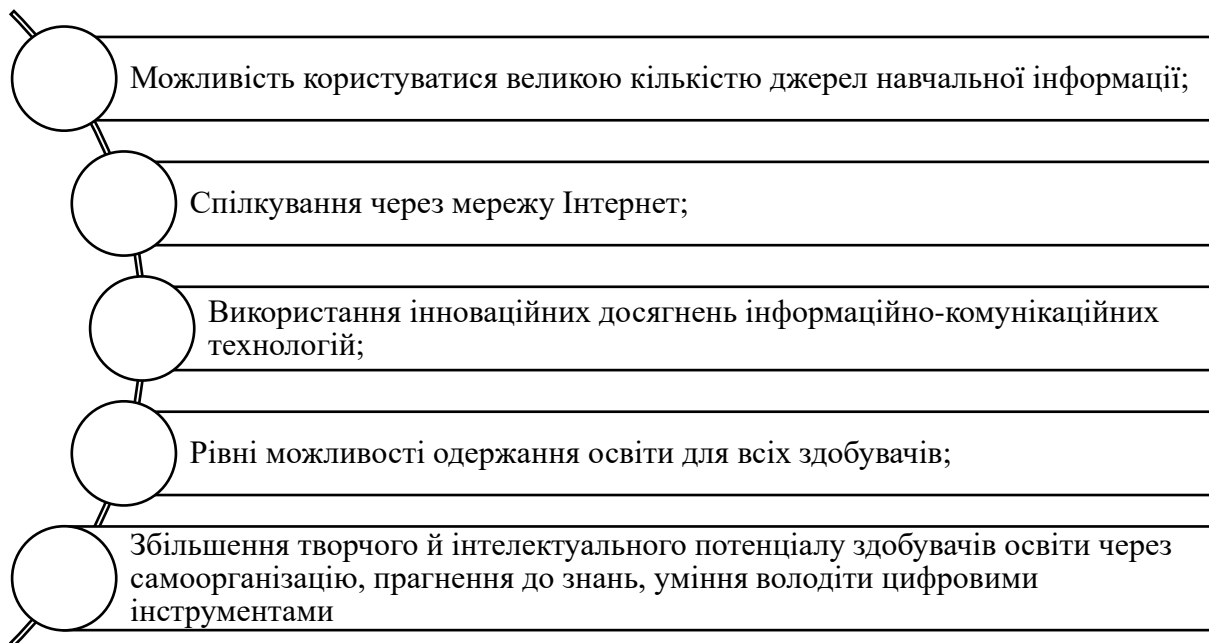 Можливість користуватися великою кількістю джерел навчальної інформації;
Спілкування через мережу Інтернет;
Використання інноваційних досягнень інформаційно-комунікаційних
технологій;
Рівні можливості одержання освіти для всіх здобувачів;
Збільшення творчого й інтелектуального потенціалу здобувачів освіти через
самоорганізацію, прагнення до знань, уміння володіти цифровими
інструментами